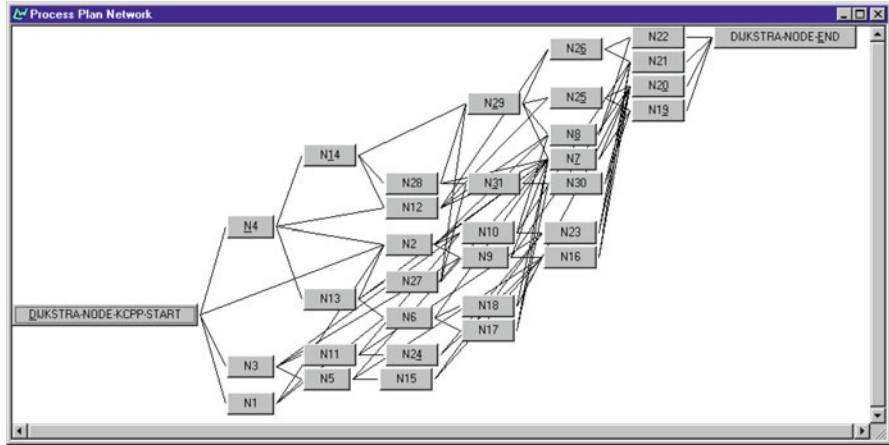 Process Plan Network
N22
DIJKSTRA-NODE-END
N26
N21
N20
N25
N29
N19
N8
N14
N7
N28
N31
N30
N12
N4
N10
N23
N2
N9
N16
N27
N13
N18
DIJKSTRA-NODE-KCPP-START
N6
N17
N11
N24
N3
N5
N15
N1